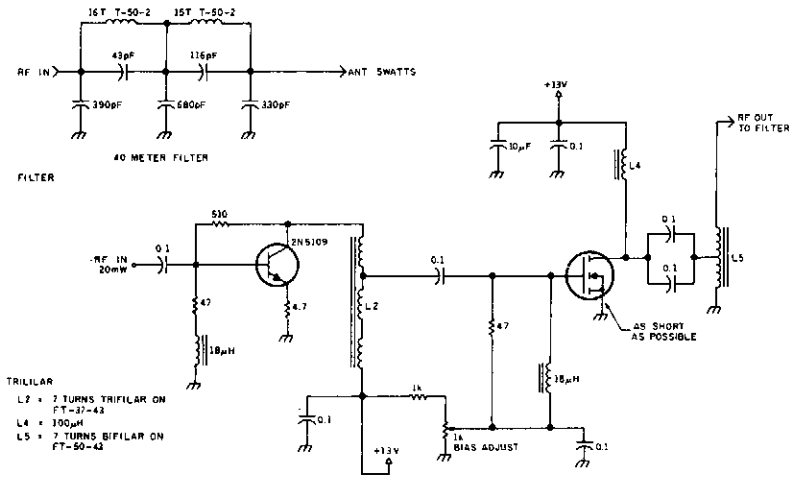 16T T-50-2 15T T-50-2
43pF 116pF
RF IN ANT 5WATTS
390pF 680pF 330pF
40 METER FILTER
FILTER
+13V
RF OUT
TO FILTER
10µF 0.1 L4
510
2N5109
0.1
-RF IN
20mW
0.1
0.1
0.1
L5
47
4.7
L2
47
AS SHORT
AS POSSIBLE
18µH
18µH
TRILILAR
L2 = 7 TURNS TRIFILAR ON
FT-37-43
L4 = 100µH
L5 = 7 TURNS BIFILAR ON
FT-50-43
0.1
1k
1k
BIAS ADJUST
0.1
+13V